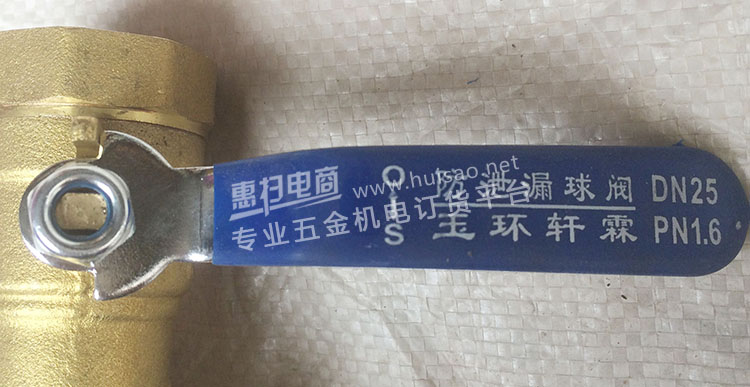 惠扫电商
www.huisao.net
专业五金机电订货平台
O I S
防泄漏球阀 DN25
玉环轩霖 PN1.6